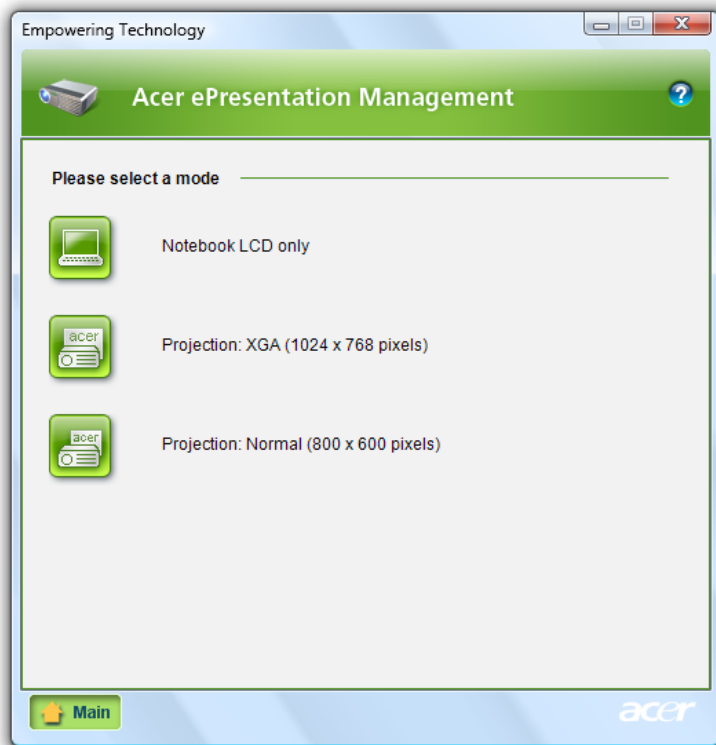 Empowering Technology
Acer ePresentation Management
?
Please select a mode
Notebook LCD only
acer
Projection: XGA (1024 x 768 pixels)
acer
Projection: Normal (800 x 600 pixels)
Main
acer